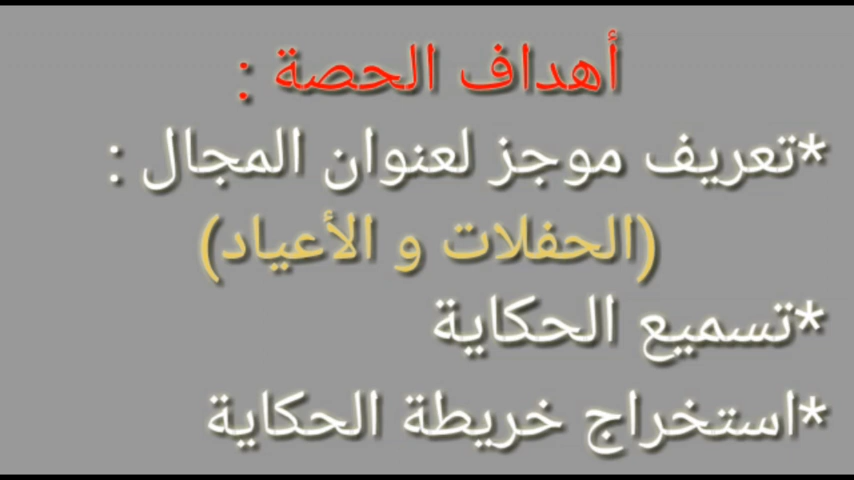 أهداف الحصة :
*تعريف موجز لعنوان المجال :
(الحفلات و الأعياد)
*تسميع الحكاية
*استخراج خريطة الحكاية